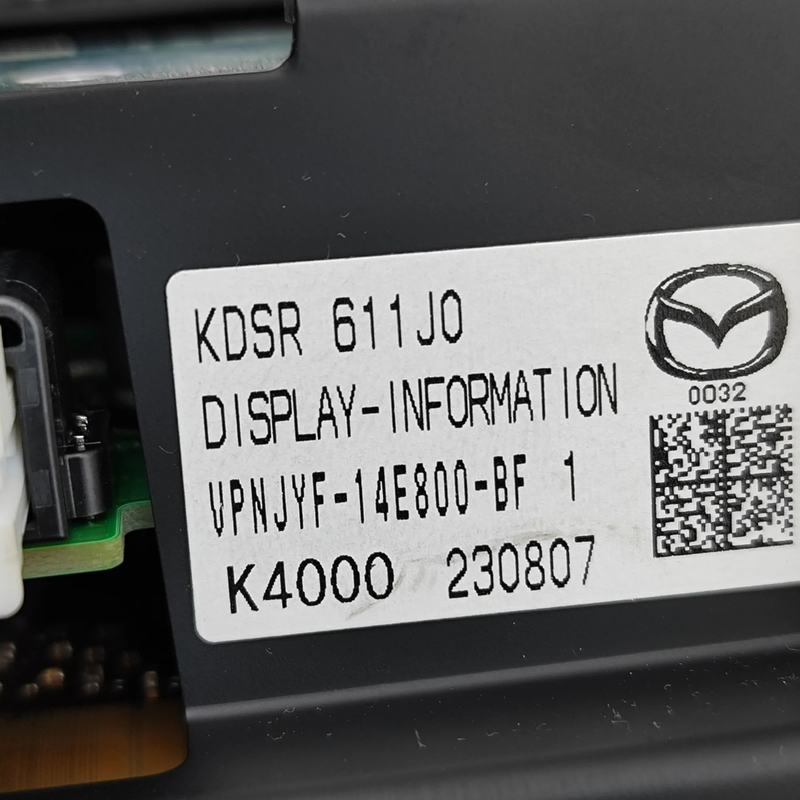 KDSR 611J0
DISPLAY-INFORMATION
VPNJYF-14E800-BF 1
K4000 230807
0032